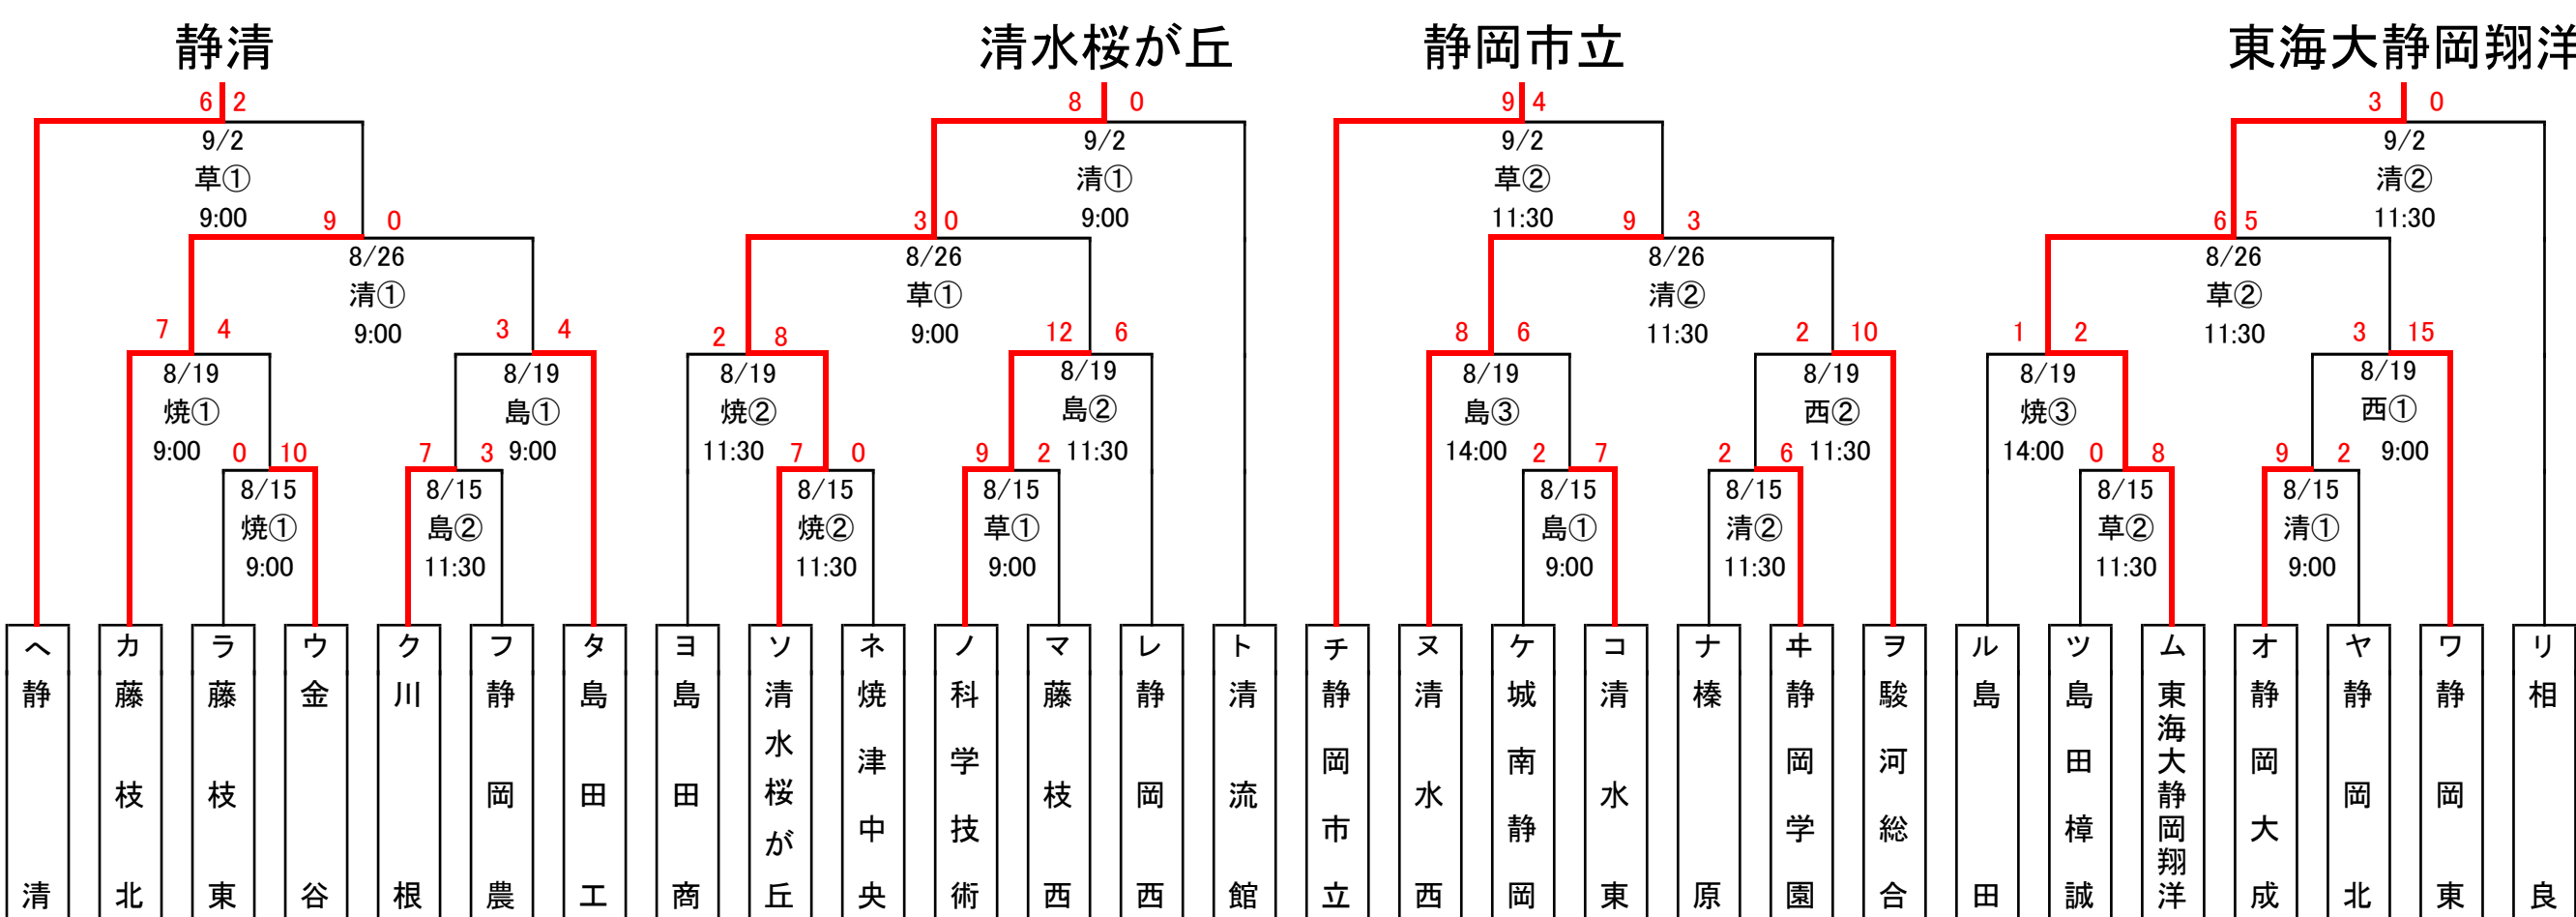 静清 清水桜が丘 静岡市立 東海大静岡翔洋
6 2 8 0 9 4 3 0
9/2 9/2 9/2 9/2
草① 清① 草② 清②
9:00 9:00 11:30 11:30
9 0 3 0 9 3 6 5
8/26 8/26 8/26 8/26
清① 草① 清② 草②
9:00 9:00 11:30 11:30
7 4 3 4 2 8 12 6 8 6 2 10 1 2 3 15
8/19 8/19 8/19 8/19 8/19 8/19 8/19 8/19
焼① 島① 焼② 島② 島③ 西② 焼③ 西①
9:00 9:00 11:30 11:30 14:00 11:30 14:00 9:00
0 10 7 3 7 0 9 2 2 7 2 6 0 8 9 2
8/15 8/15 8/15 8/15 8/15 8/15 8/15 8/15
焼① 島② 焼② 草① 島① 清② 草② 清①
9:00 11:30 11:30 9:00 9:00 11:30 11:30 9:00
ヘ 静清
カ 藤枝北
ラ 藤枝東
ウ 金谷
ク 川根
フ 静岡農
タ 島田工
ヨ 島田商
ソ 清水桜が丘
ネ 焼津中央
ノ 科学技術
マ 藤枝西
レ 静岡西
ト 清流館
チ 静岡市立
ヌ 清水西
ケ 城南静岡
コ 清水東
ナ 榛原
ヰ 静岡学園
ヲ 駿河総合
ル 島田
ツ 島田樟誠
ム 東海大静岡翔洋
オ 静岡大成
ヤ 静岡北
ワ 静岡東
リ 相良